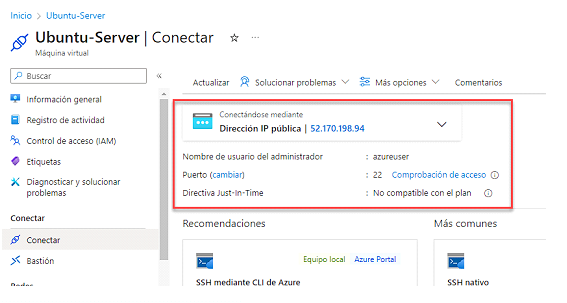 Inicio > Ubuntu-Server
Ubuntu-Server | Conectar ☆ ...
Máquina virtual
Buscar
«
Actualizar Solucionar problemas Más opciones Comentarios
Información general
Registro de actividad
Control de acceso (IAM)
Etiquetas
Diagnosticar y solucionar
problemas
Conectar
Conectar
Bastión
Redes
Conectándose mediante
Dirección IP pública | 52.170.198.94
Nombre de usuario del administrador : azureuser
Puerto (cambiar) : 22 Comprobación de acceso
Directiva Just-In-Time : No compatible con el plan
Recomendaciones
Más comunes
Equipo local Azure Portal
SSH mediante CLI de Azure
SSH nativo